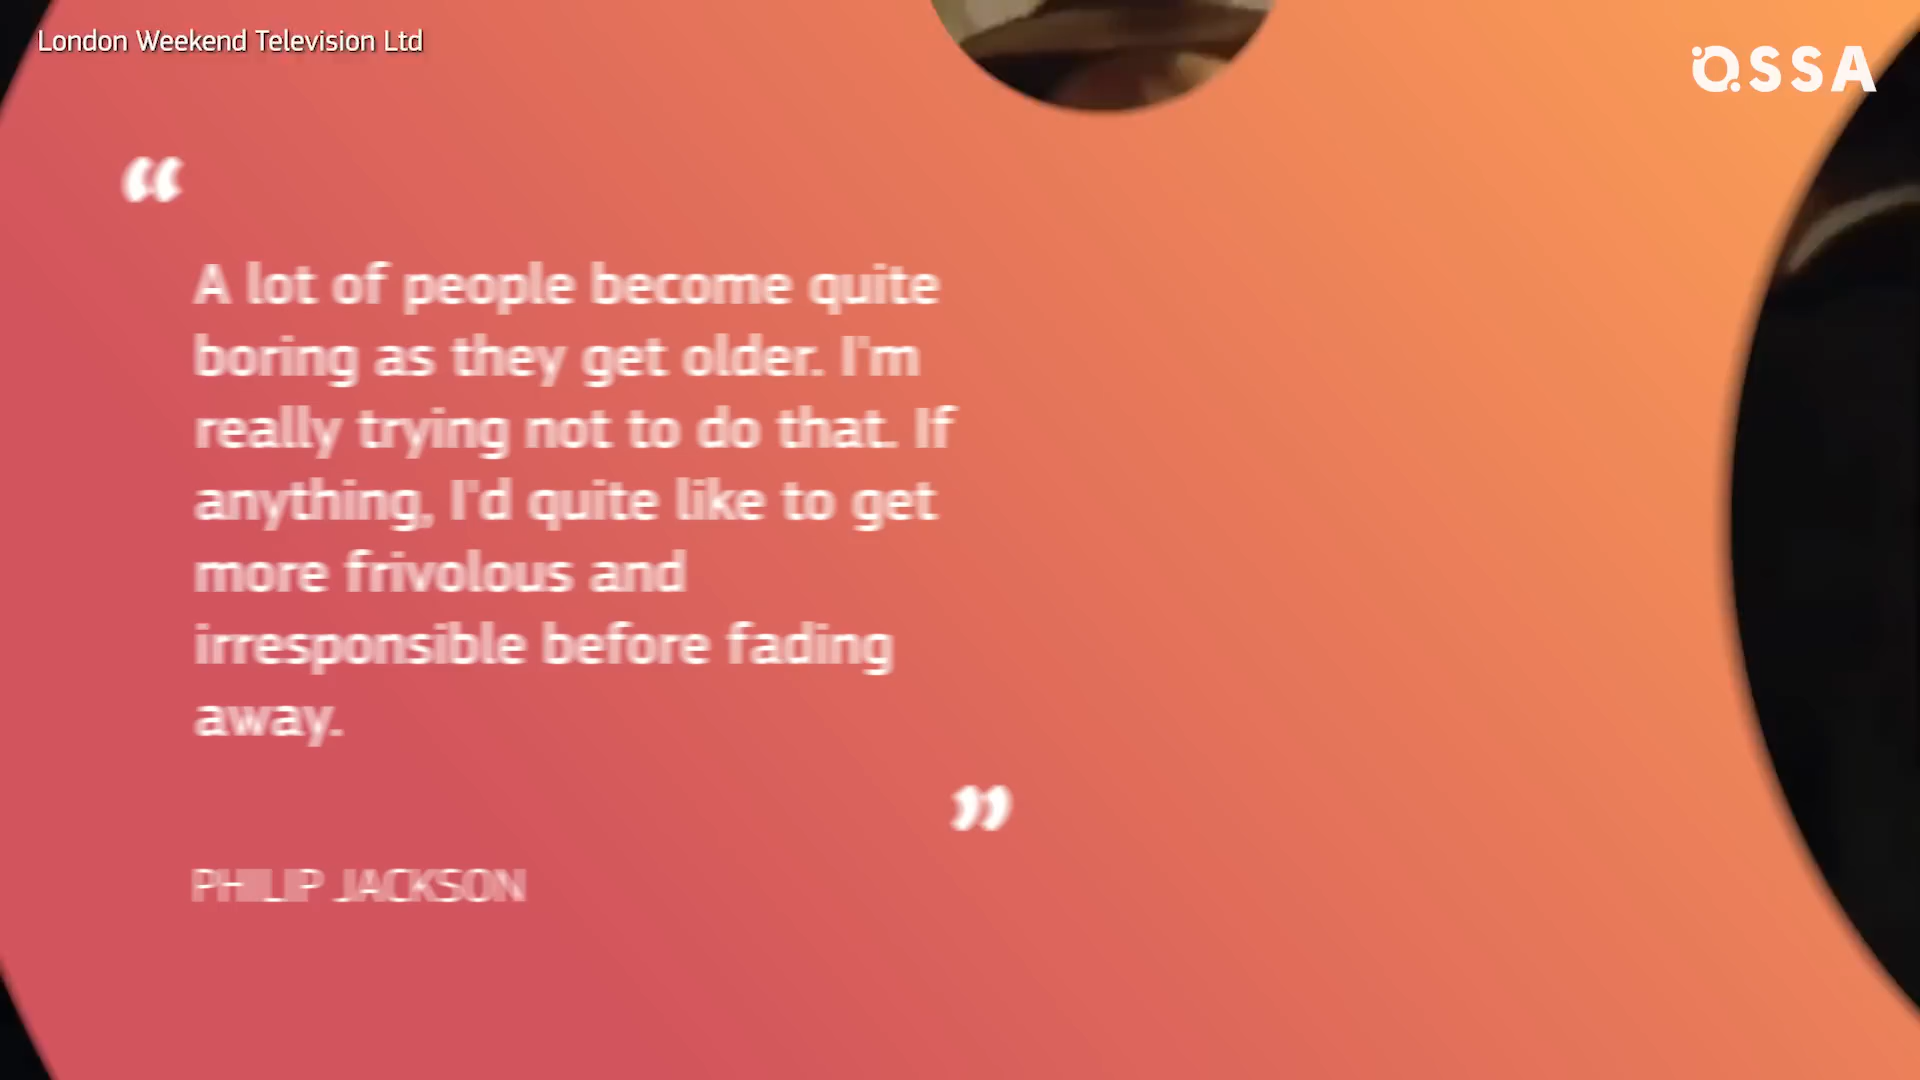 London Weekend Television Ltd
OSSA
“
A lot of people become quite
boring as they get older. I'm
really trying not to do that. If
anything, I'd quite like to get
more frivolous and
irresponsible before fading
away.
”
PHILIP JACKSON